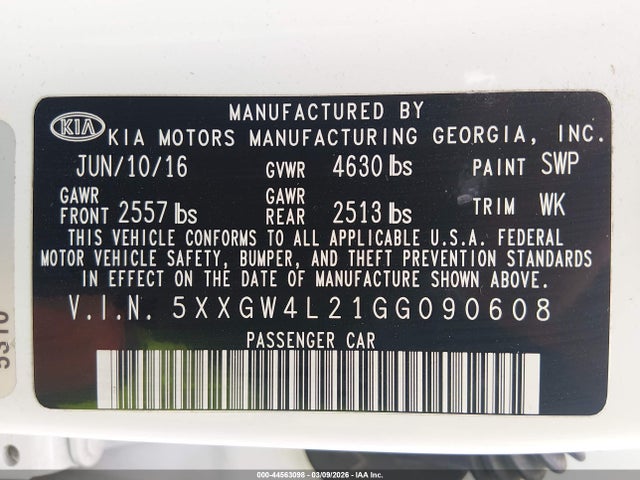 MANUFACTURED BY
KIA KIA MOTORS MANUFACTURING GEORGIA, INC.
JUN/10/16 GVWR 4630 lbs PAINT SWP
GAWR FRONT 2557 lbs GAWR REAR 2513 lbs TRIM WK
THIS VEHICLE CONFORMS TO ALL APPLICABLE U.S.A. FEDERAL
MOTOR VEHICLE SAFETY, BUMPER, AND THEFT PREVENTION STANDARDS
IN EFFECT ON THE DATE OF MANUFACTURE SHOWN ABOVE.
V.I.N. 5XXGW4L21GG090608
PASSENGER CAR
000-44563098 - 03/09/2026 - IAA Inc.